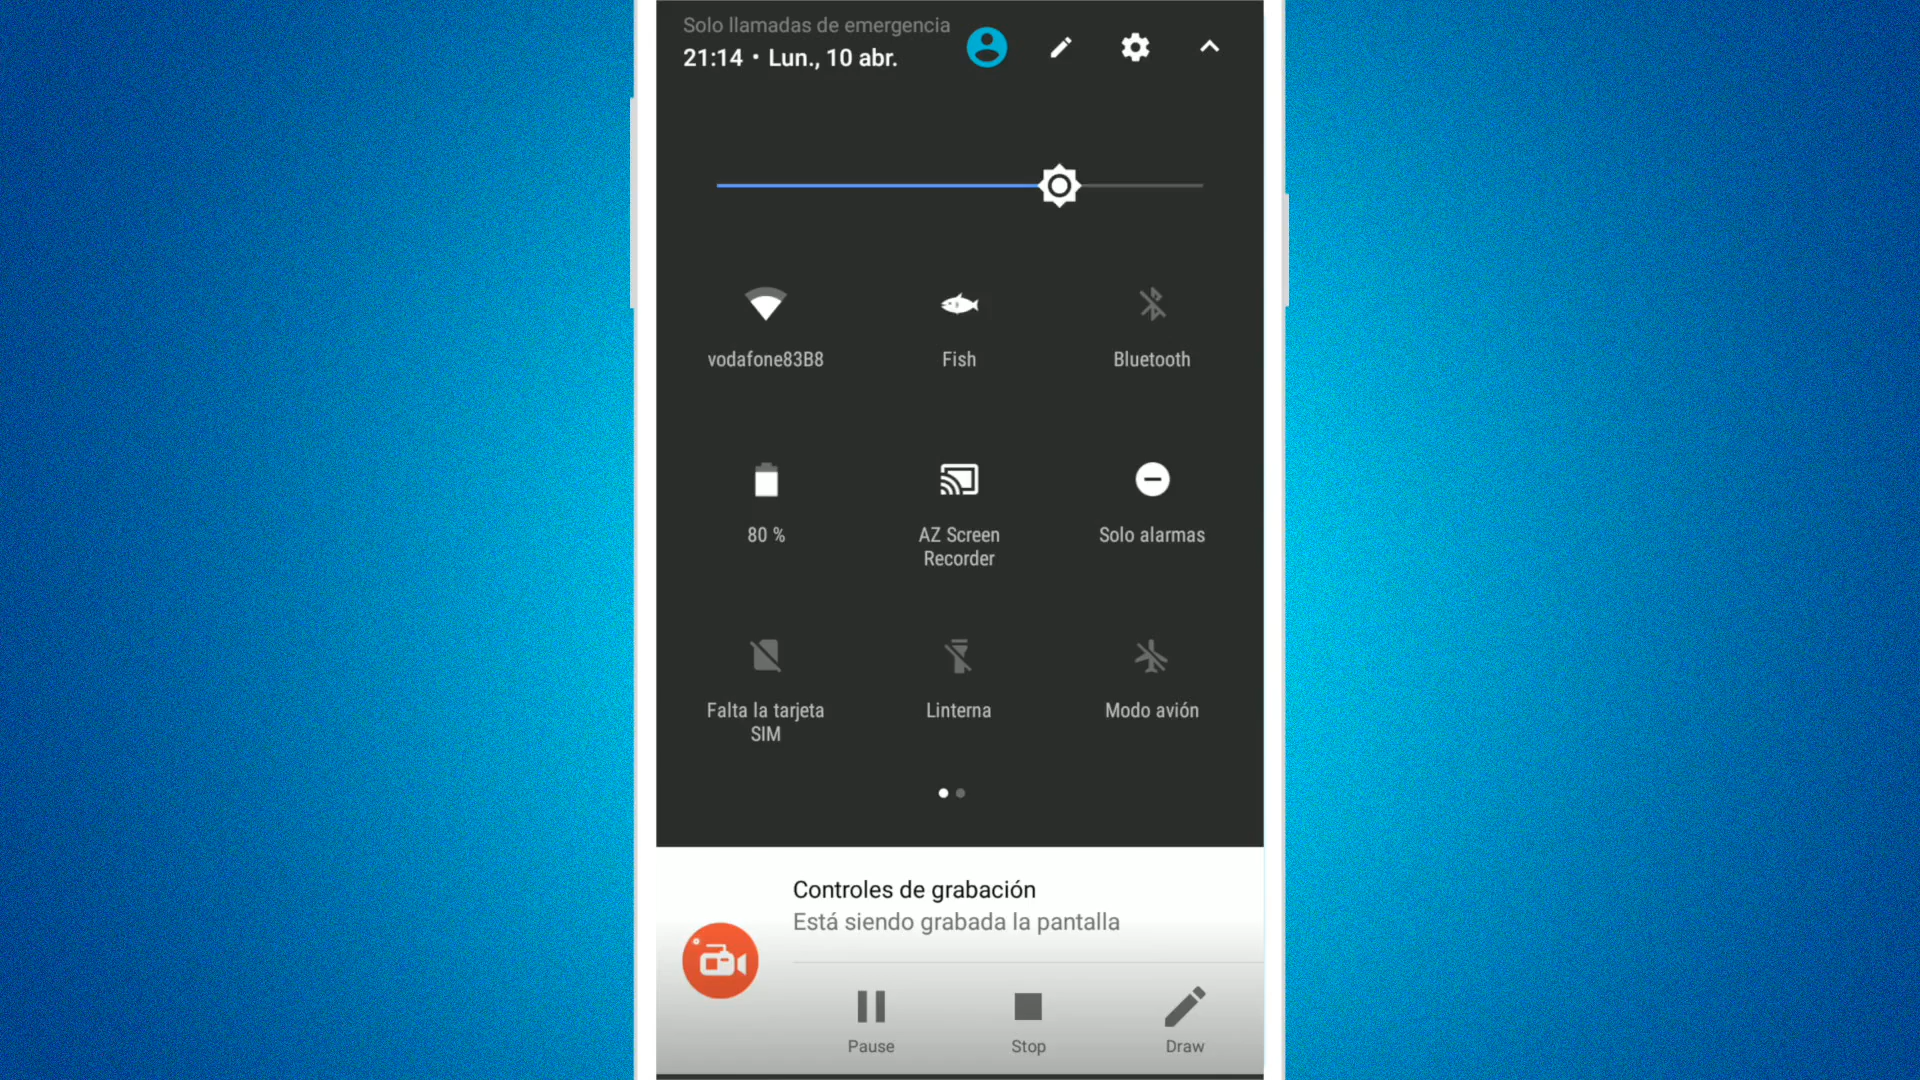 Solo llamadas de emergencia
21:14 • Lun., 10 abr.
vodafone83B8
Fish
Bluetooth
80 %
AZ Screen
Recorder
Solo alarmas
Falta la tarjeta
SIM
Linterna
Modo avión
Controles de grabación
Está siendo grabada la pantalla
Pause
Stop
Draw